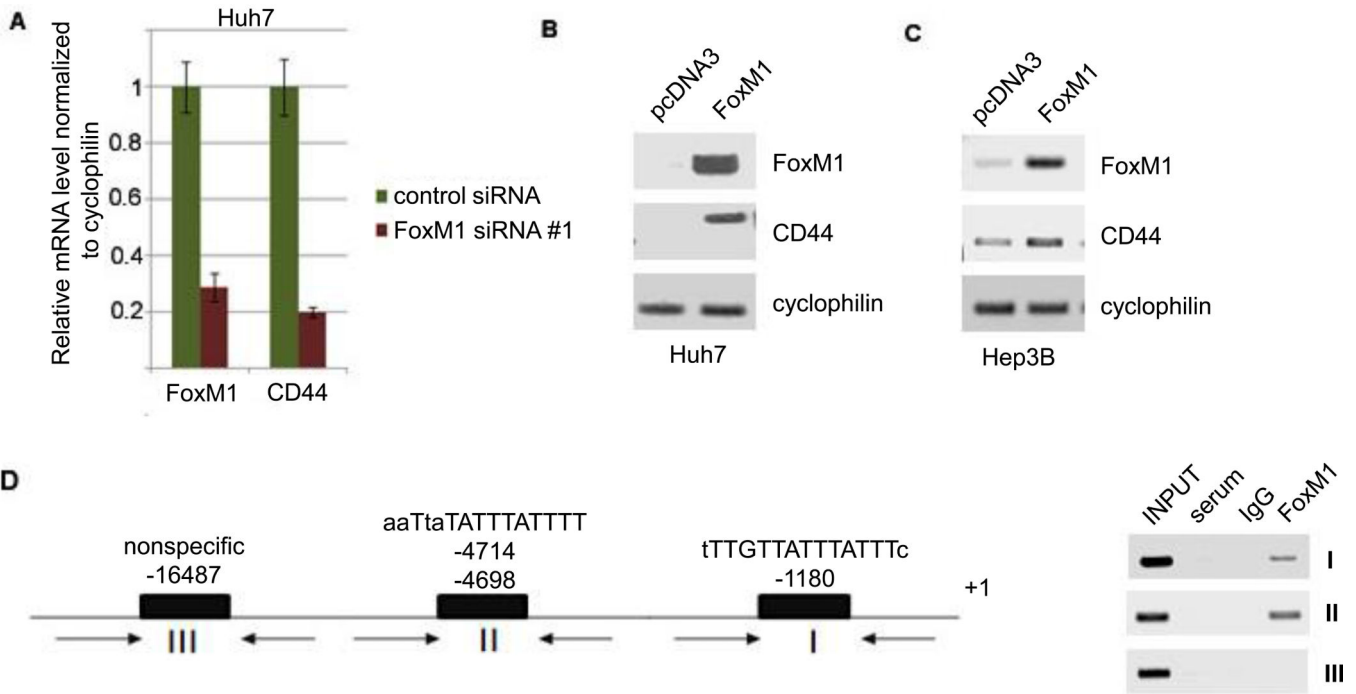 A
Huh7
Relative mRNA level normalized
to cyclophilin
1
0.8
0.6
0.4
0.2
FoxM1 CD44
control siRNA
FoxM1 siRNA #1
B
pcDNA3 FoxM1
FoxM1
CD44
cyclophilin
Huh7
C
pcDNA3 FoxM1
FoxM1
CD44
cyclophilin
Hep3B
D
nonspecific
-16487
III
aaTtaTATTTATTTT
-4714
-4698
II
tTTGTTATTTATTTc
-1180
I
+1
INPUT serum IgG FoxM1
I
II
III